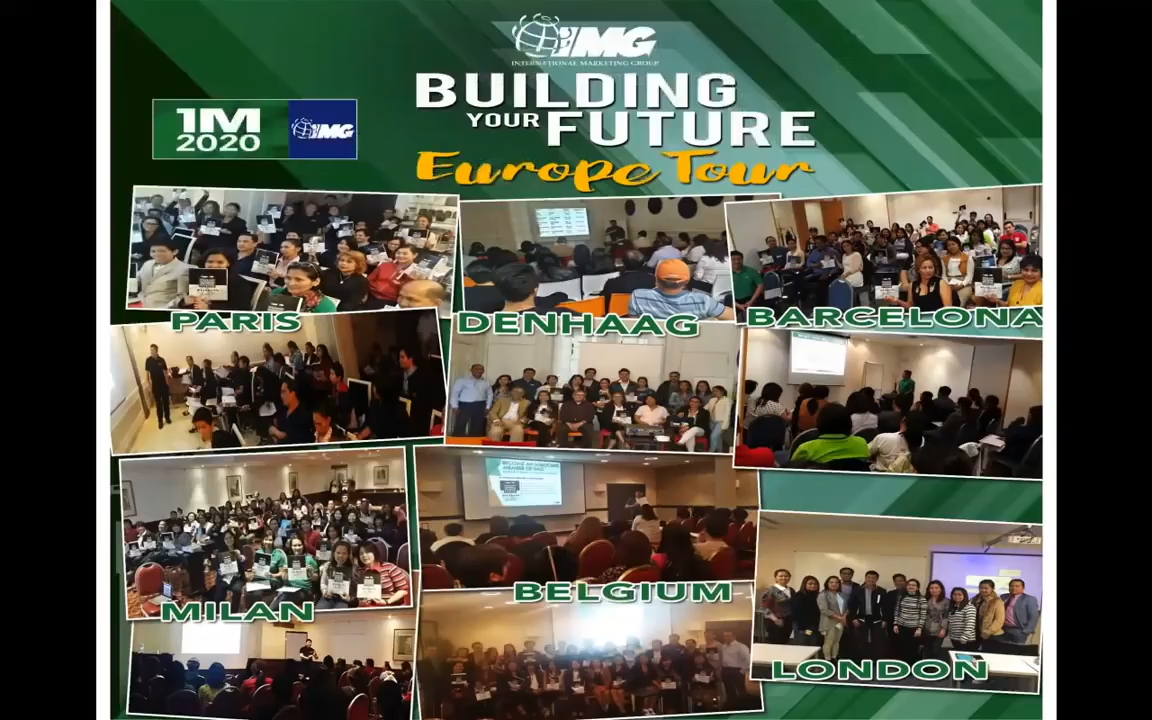 IMG
INTERNATIONAL MARKETING GROUP
BUILDING
YOUR FUTURE
Europe Tour
1M
2020
IMG
PARIS
DENHAAG
BARCELONA
MILAN
BELGIUM
LONDON